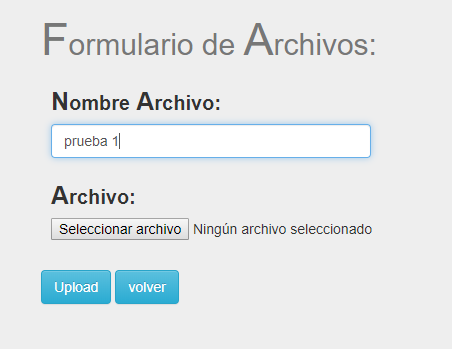 Formulario de Archivos:
Nombre Archivo:
prueba 1
Archivo:
Seleccionar archivo Ningún archivo seleccionado
Upload volver